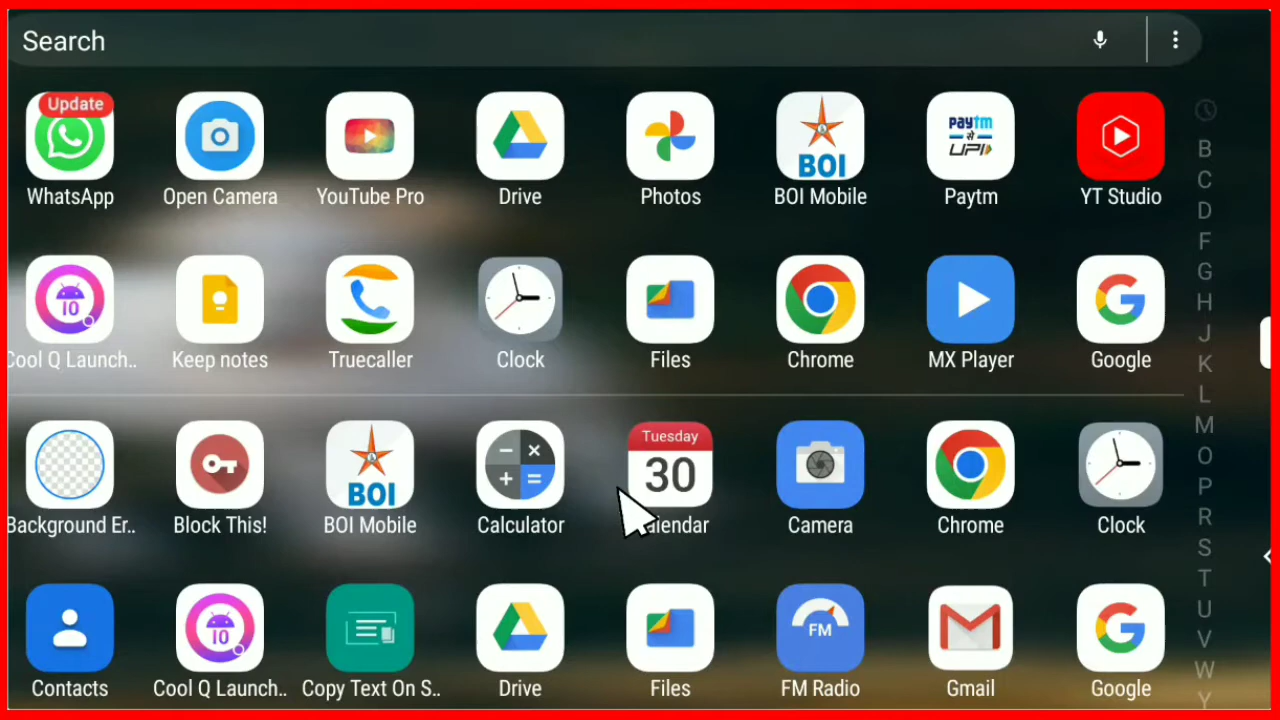 Search
Update
WhatsApp
Open Camera
YouTube Pro
Drive
Photos
BOI
BOI Mobile
paytm
से
UPI
Paytm
YT Studio
10
Cool Q Launch..
Keep notes
Truecaller
Clock
Files
Chrome
MX Player
G
Google
Background Er..
Block This!
BOI
BOI Mobile
Calculator
Tuesday
30
Camera
Chrome
Clock
Contacts
10
Cool Q Launch..
Copy Text On S..
Drive
Files
FM
FM Radio
Gmail
G
Google
B
C
D
F
G
H
J
K
L
M
O
P
R
S
T
U
V
W
Y